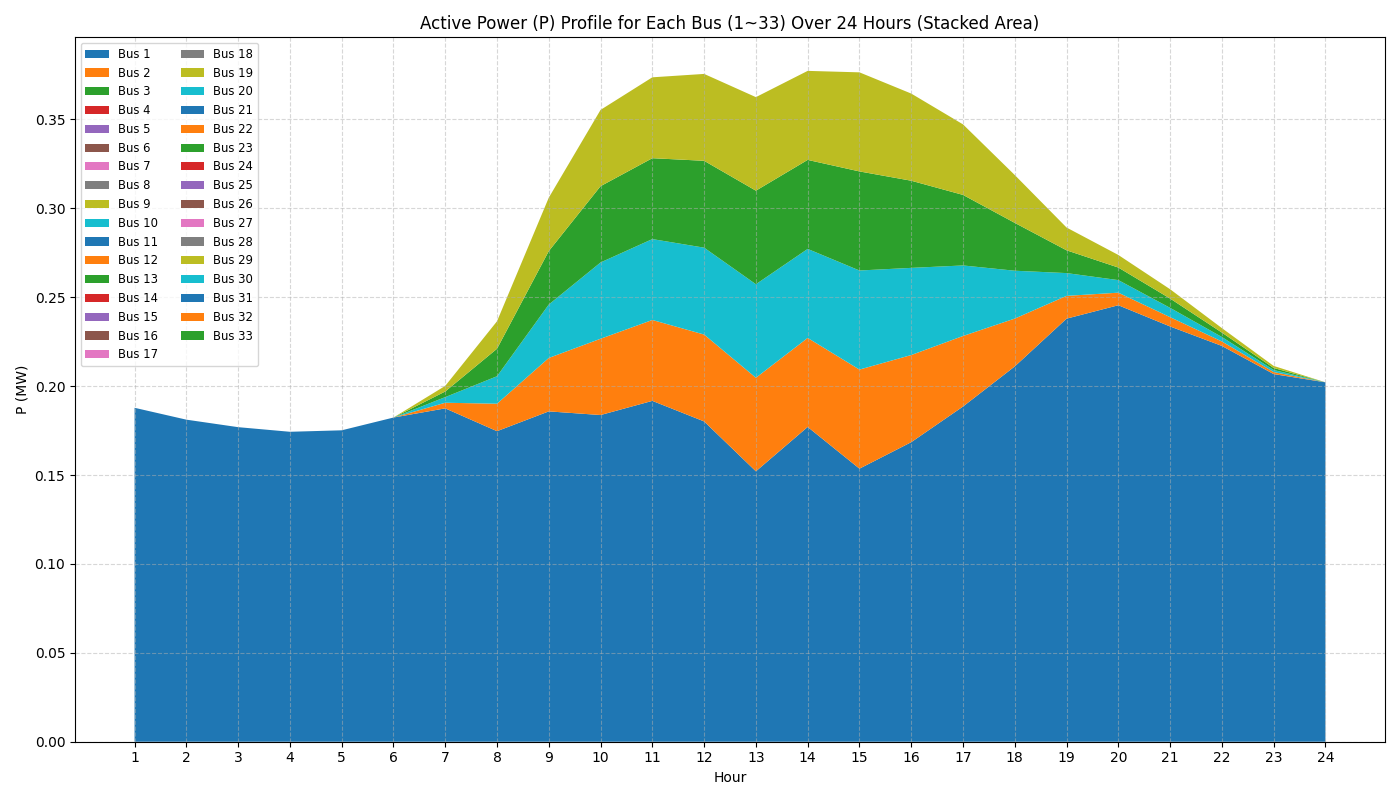 Active Power (P) Profile for Each Bus (1~33) Over 24 Hours (Stacked Area)
Bus 1
Bus 2
Bus 3
Bus 4
Bus 5
Bus 6
Bus 7
Bus 8
Bus 9
Bus 10
Bus 11
Bus 12
Bus 13
Bus 14
Bus 15
Bus 16
Bus 17
Bus 18
Bus 19
Bus 20
Bus 21
Bus 22
Bus 23
Bus 24
Bus 25
Bus 26
Bus 27
Bus 28
Bus 29
Bus 30
Bus 31
Bus 32
Bus 33
P (MW)
0.35
0.30
0.25
0.20
0.15
0.10
0.05
0.00
1 2 3 4 5 6 7 8 9 10 11 12 13 14 15 16 17 18 19 20 21 22 23 24
Hour